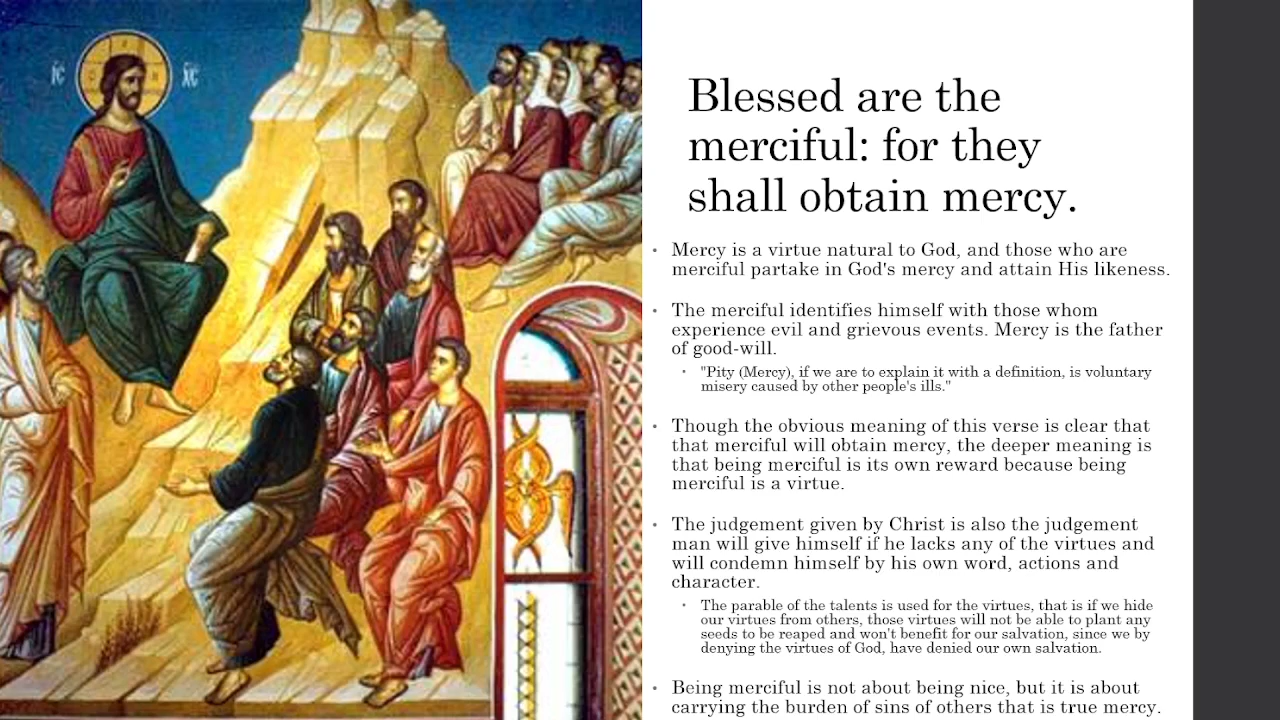 I̅C̅ X̅C̅
Blessed are the
merciful: for they
shall obtain mercy.
• Mercy is a virtue natural to God, and those who are
merciful partake in God's mercy and attain His likeness.
• The merciful identifies himself with those whom
experience evil and grievous events. Mercy is the father
of good-will.
• "Pity (Mercy), if we are to explain it with a definition, is voluntary
misery caused by other people's ills."
• Though the obvious meaning of this verse is clear that
that merciful will obtain mercy, the deeper meaning is
that being merciful is its own reward because being
merciful is a virtue.
• The judgement given by Christ is also the judgement
man will give himself if he lacks any of the virtues and
will condemn himself by his own word, actions and
character.
• The parable of the talents is used for the virtues, that is if we hide
our virtues from others, those virtues will not be able to plant any
seeds to be reaped and won't benefit for our salvation, since we by
denying the virtues of God, have denied our own salvation.
• Being merciful is not about being nice, but it is about
carrying the burden of sins of others that is true mercy.